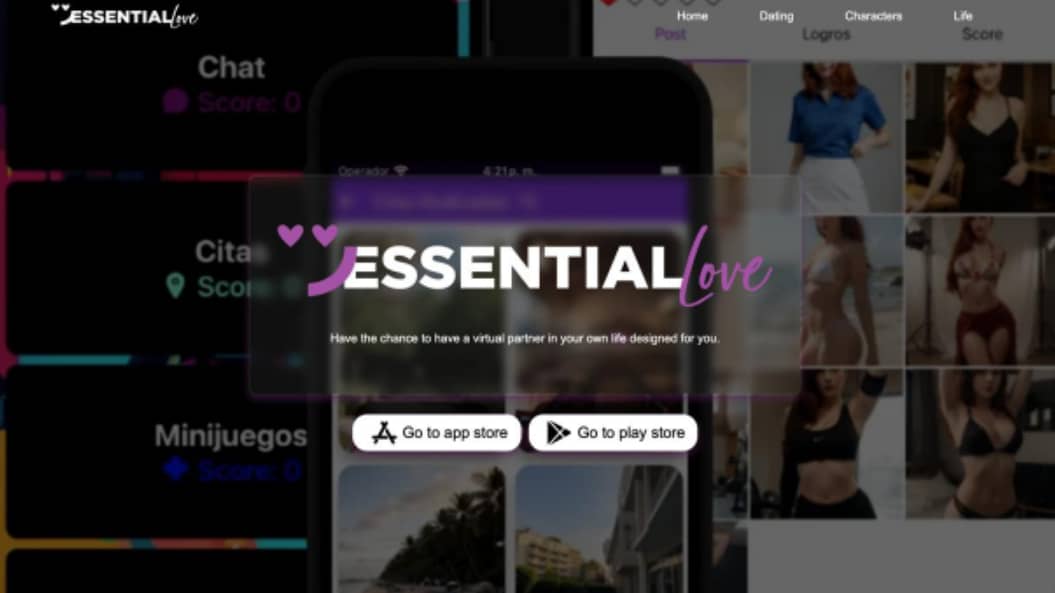 ESSENTIAL Love
Home Dating Characters Life
Post Logros Score
Chat
Score: 0
Operador 4:21 p. m.
Citas
ESSENTIAL Love
Have the chance to have a virtual partner in your own life designed for you.
Minijuegos
Score: 0
Go to app store Go to play store